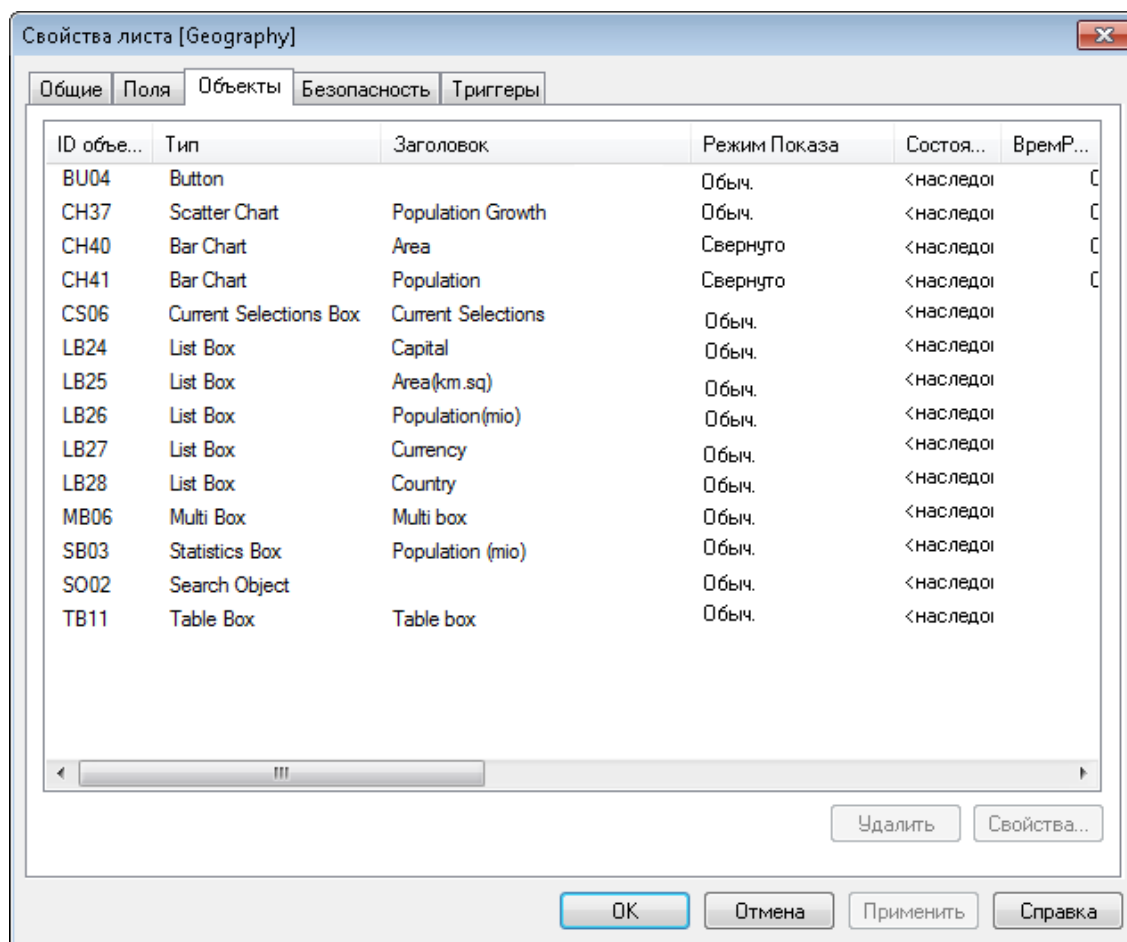 Свойства листа [Geography]
Общие Поля Объекты Безопасность Триггеры
ID объе... Тип Заголовок Режим Показа Состоя... ВремР...
BU04 Button Обыч. <наследо
CH37 Scatter Chart Population Growth Обыч. <наследо
CH40 Bar Chart Area Свернуто <наследо
CH41 Bar Chart Population Свернуто <наследо
CS06 Current Selections Box Current Selections Обыч. <наследо
LB24 List Box Capital Обыч. <наследо
LB25 List Box Area(km.sq) Обыч. <наследо
LB26 List Box Population(mio) Обыч. <наследо
LB27 List Box Currency Обыч. <наследо
LB28 List Box Country Обыч. <наследо
MB06 Multi Box Multi box Обыч. <наследо
SB03 Statistics Box Population (mio) Обыч. <наследо
SO02 Search Object Обыч. <наследо
TB11 Table Box Table box Обыч. <наследо
Удалить Свойства...
OK Отмена Применить Справка